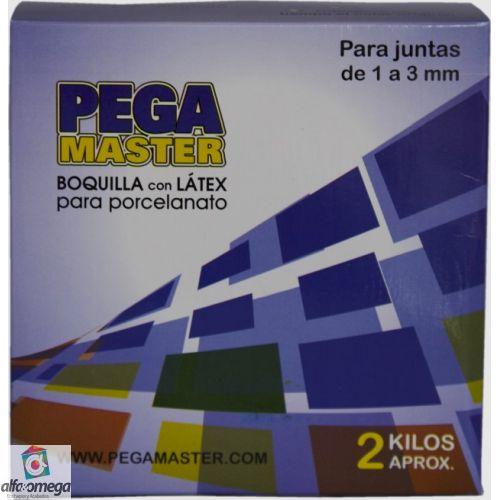 Para juntas
de 1 a 3 mm
PEGA
MASTER
BOQUILLA con LÁTEX
para porcelanato
WWW.PEGAMASTER.COM
2 KILOS
APROX.
alfaomega